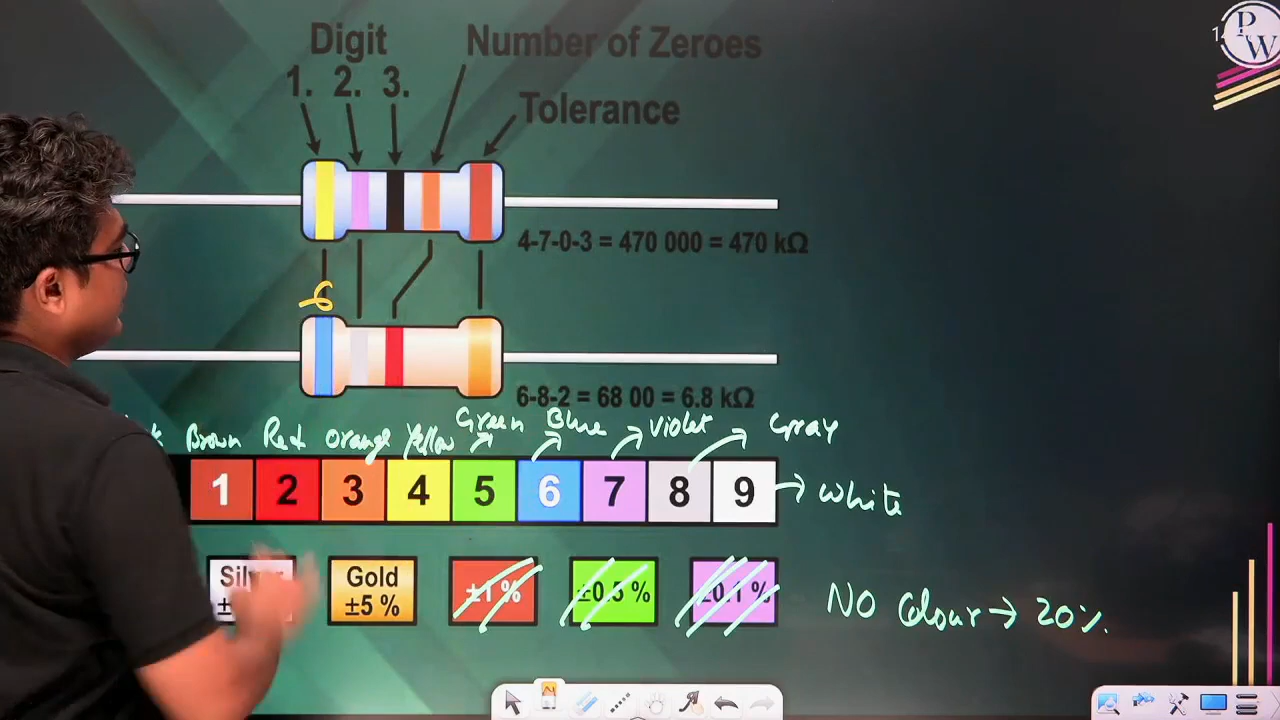 Digit Number of Zeroes
1. 2. 3.
Tolerance
4-7-0-3 = 470 000 = 470 kΩ
6
6-8-2 = 68 00 = 6.8 kΩ
Brown Red Orange Yellow Green Blue Violet Gray
1 2 3 4 5 6 7 8 9 → White
Gold
±5 %
±1 %
±0.5 %
±0.1 %
NO Colour → 20%.
PW